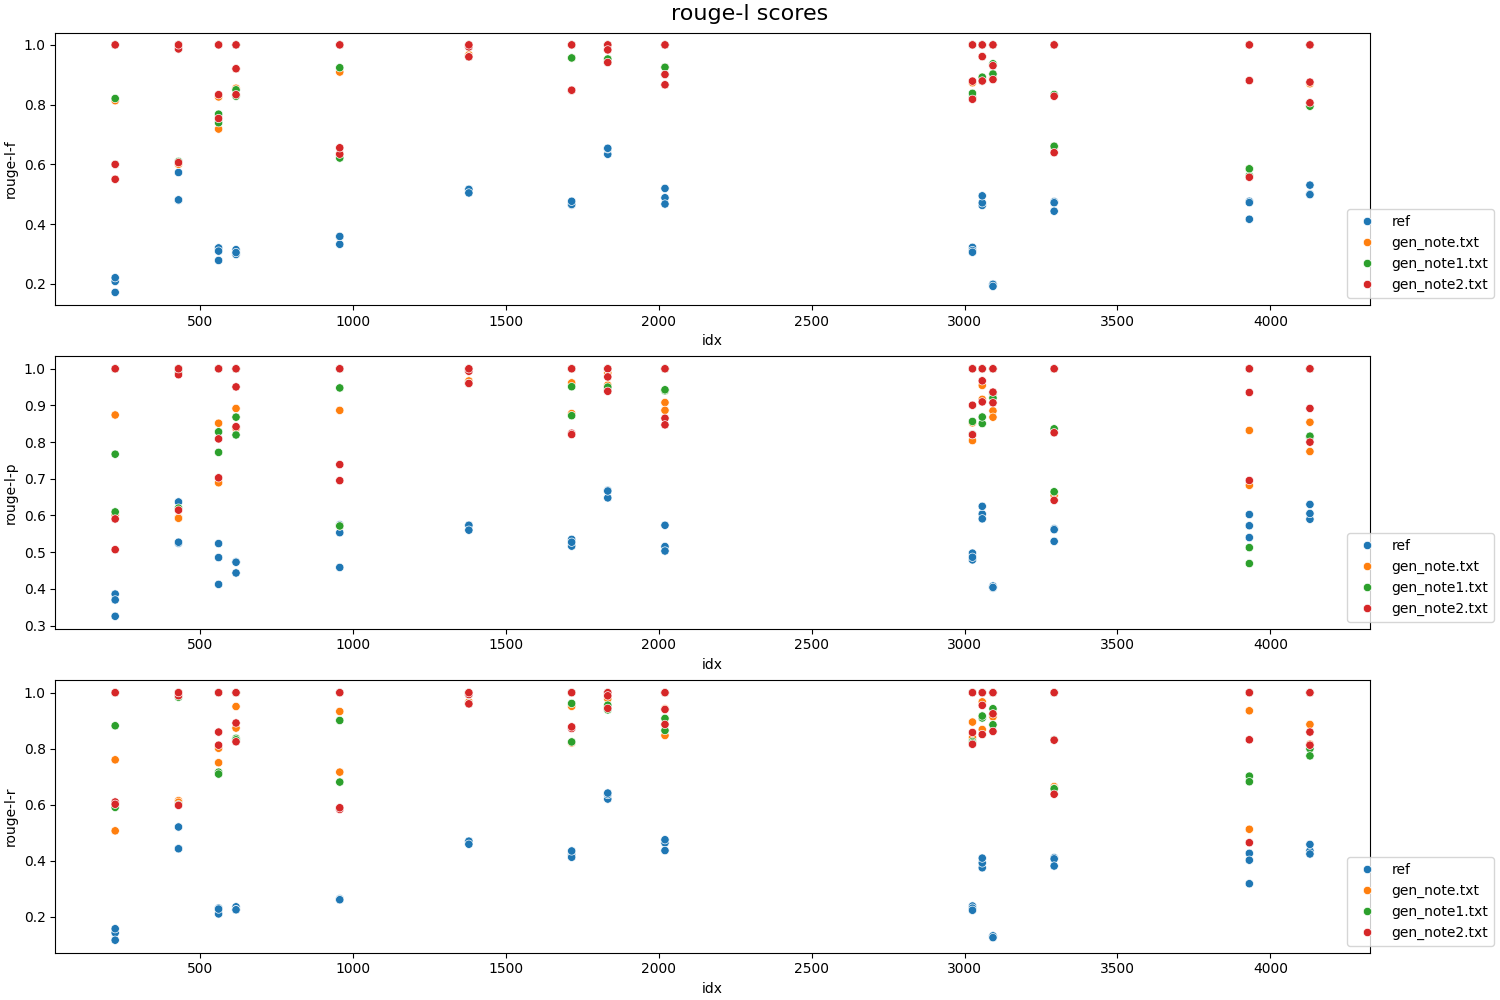 rouge-l scores
1.0
0.8
0.6
0.4
0.2
rouge-l-f
500
1000
1500
2000
2500
3000
3500
4000
idx
ref
gen_note.txt
gen_note1.txt
gen_note2.txt
1.0
0.9
0.8
0.7
0.6
0.5
0.4
0.3
rouge-l-p
500
1000
1500
2000
2500
3000
3500
4000
idx
ref
gen_note.txt
gen_note1.txt
gen_note2.txt
1.0
0.8
0.6
0.4
0.2
rouge-l-r
500
1000
1500
2000
2500
3000
3500
4000
idx
ref
gen_note.txt
gen_note1.txt
gen_note2.txt